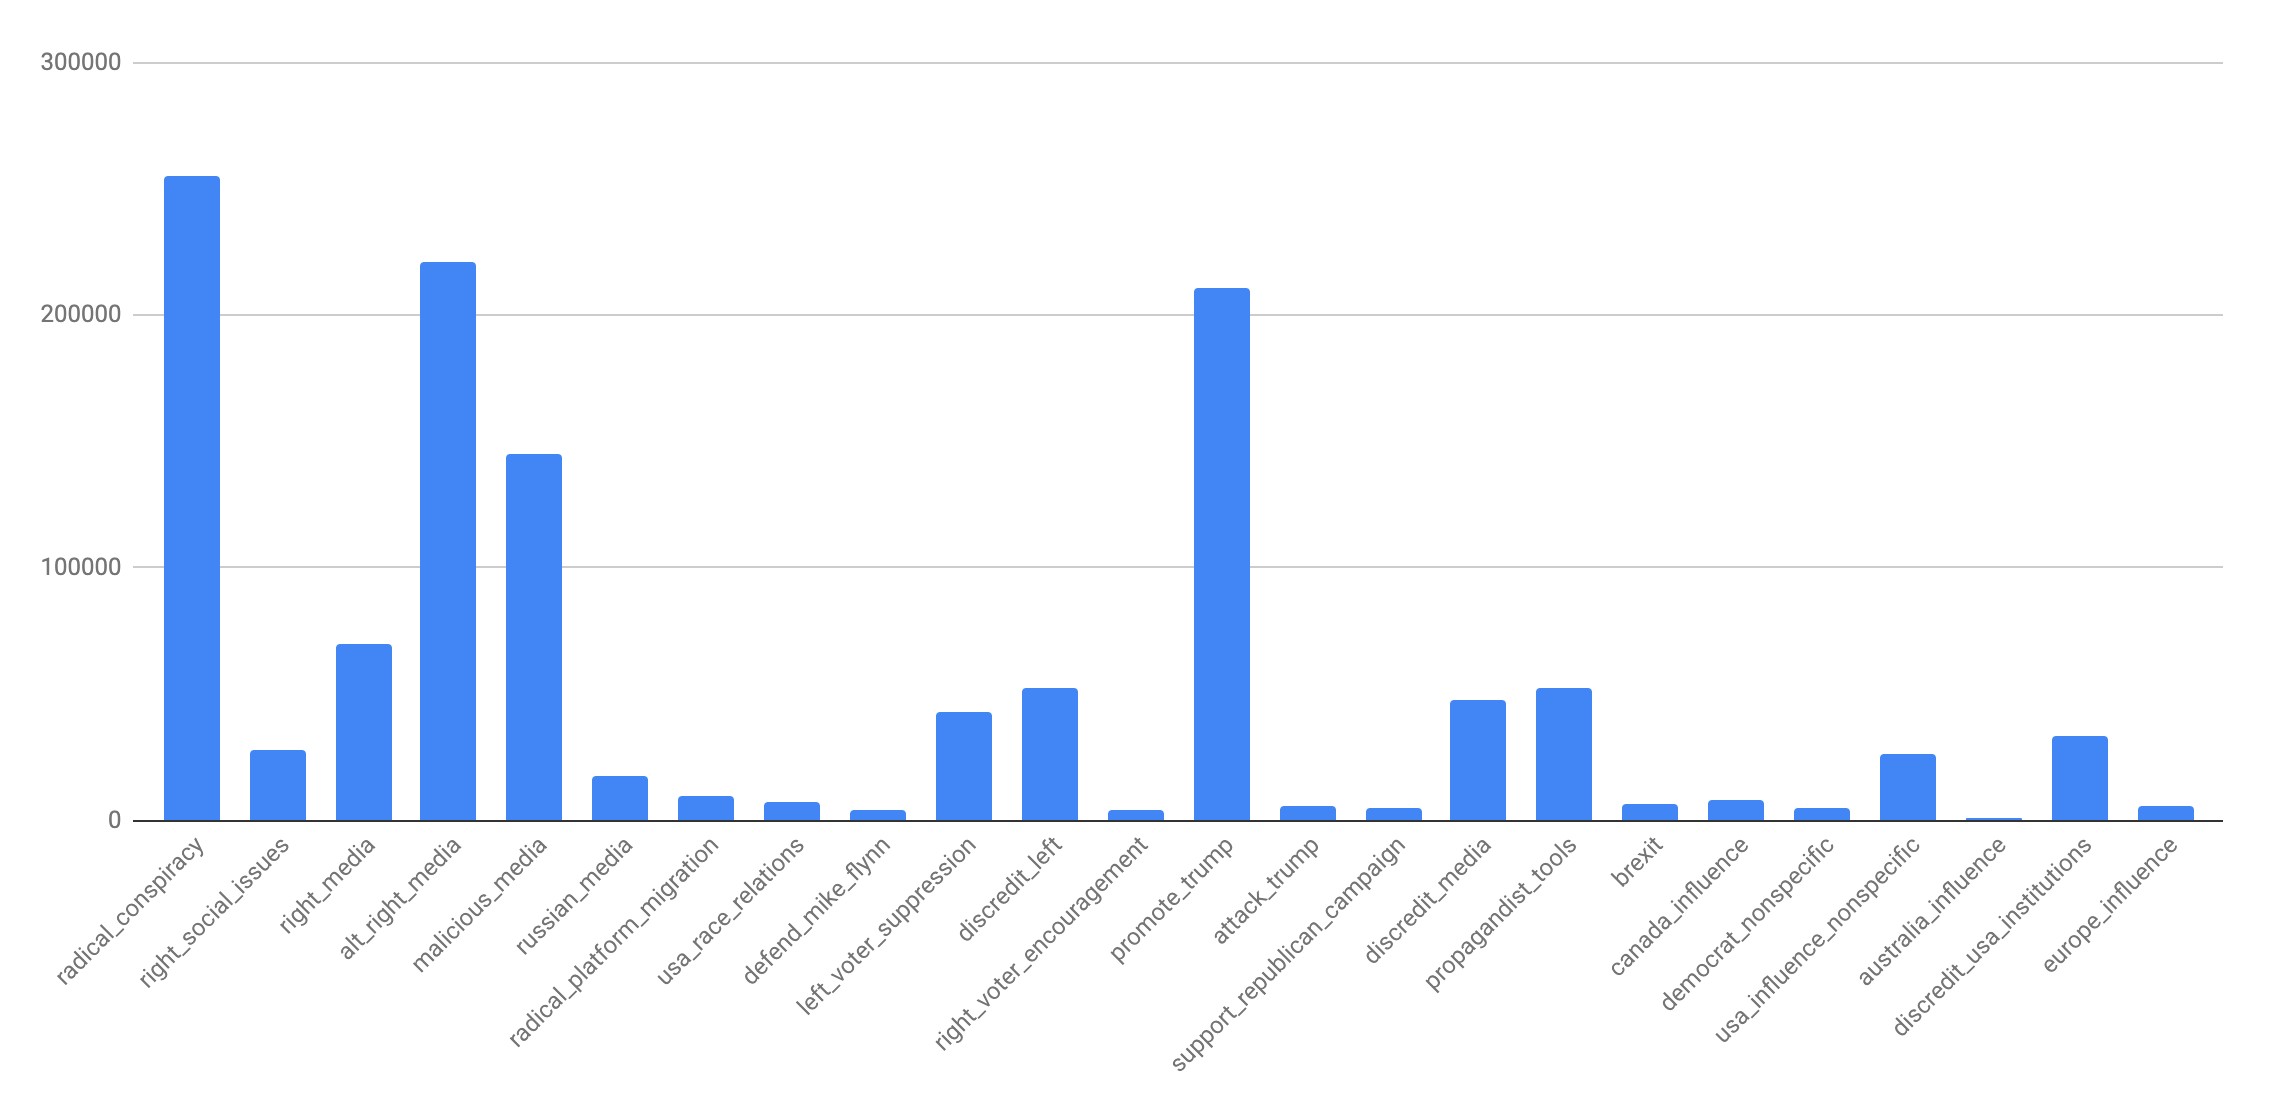 300000
200000
100000
0
radical_conspiracy
right_social_issues
right_media
alt_right_media
malicious_media
russian_media
radical_platform_migration
usa_race_relations
defend_mike_flynn
left_voter_suppression
discredit_left
right_voter_encouragement
promote_trump
attack_trump
support_republican_campaign
discredit_media
propagandist_tools
brexit
canada_influence
democrat_nonspecific
usa_influence_nonspecific
australia_influence
discredit_usa_institutions
europe_influence